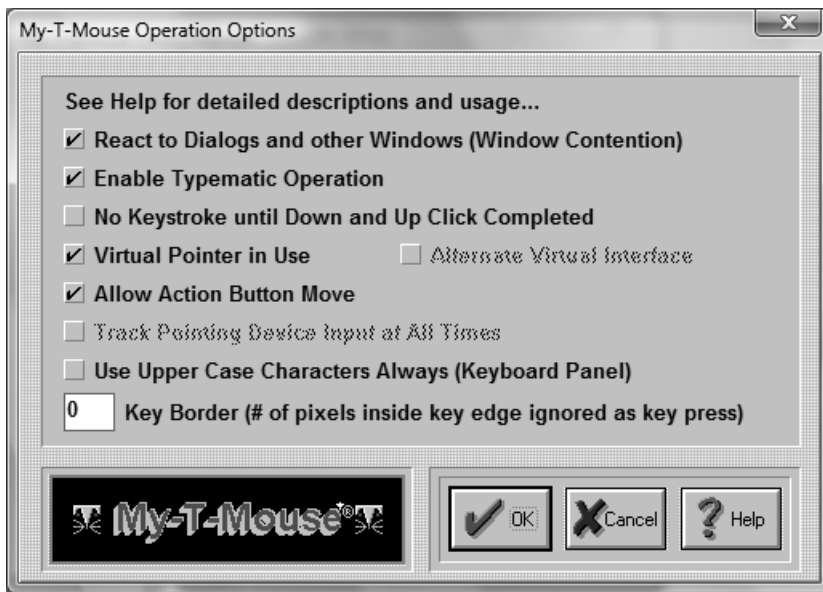 My-T-Mouse Operation Options
See Help for detailed descriptions and usage...
React to Dialogs and other Windows (Window Contention)
Enable Typematic Operation
No Keystroke until Down and Up Click Completed
Virtual Pointer in Use
Alternate Virtual Interface
Allow Action Button Move
Track Pointing Device Input at All Times
Use Upper Case Characters Always (Keyboard Panel)
0 Key Border (# of pixels inside key edge ignored as key press)
My-T-Mouse®
OK
Cancel
Help